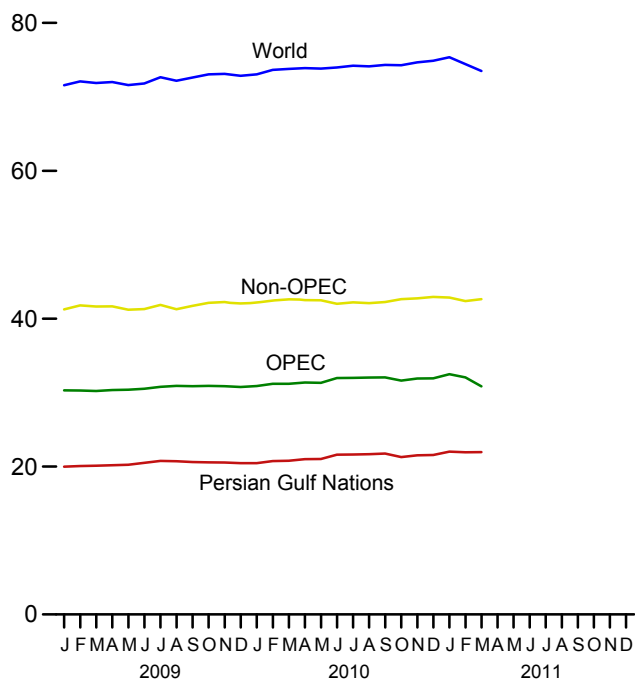 80
World
60
Non-OPEC
40
OPEC
20
Persian Gulf Nations
0
J F M A M J J A S O N D J F M A M J J A S O N D J F M A M J J A S O N D
2009 2010 2011